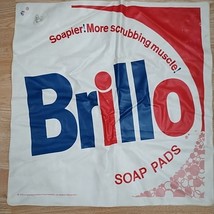 Soapier! More scrubbing muscle!
Brillo
SOAP PADS